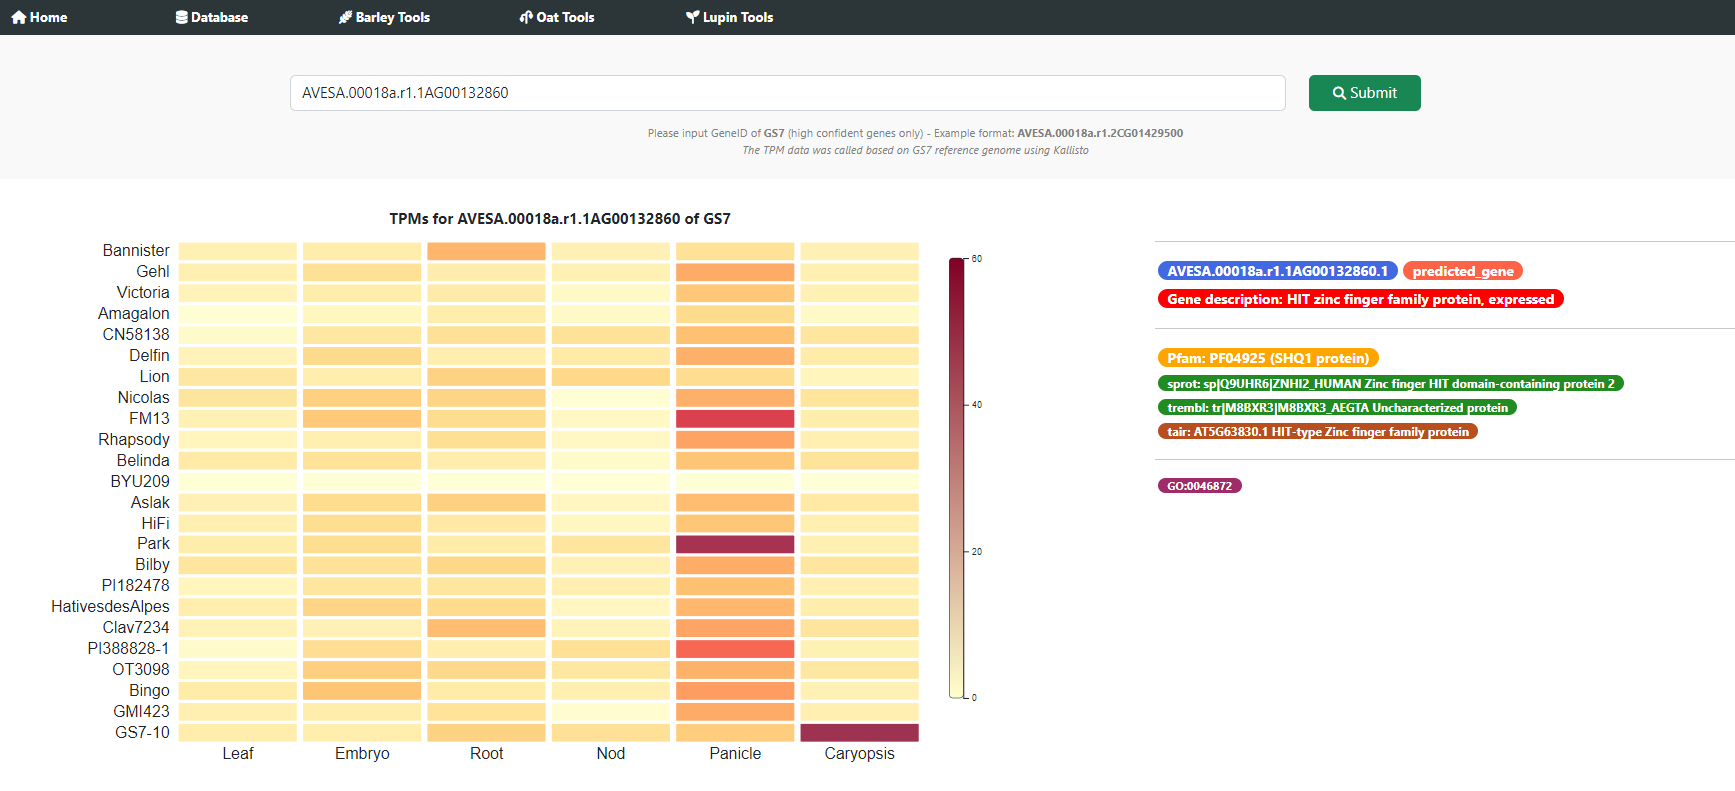 Home Database Barley Tools Oat Tools Lupin Tools
AVESA.00018a.r1.1AG00132860
Submit
Please input GeneID of GS7 (high confident genes only) - Example format: AVESA.00018a.r1.2CG01429500
The TPM data was called based on GS7 reference genome using Kallisto
TPMs for AVESA.00018a.r1.1AG00132860 of GS7
Bannister
Gehl
Victoria
Amagalon
CN58138
Delfin
Lion
Nicolas
FM13
Rhapsody
Belinda
BYU209
Aslak
HiFi
Park
Bilby
PI182478
HativesdesAlpes
Clav7234
PI388828-1
OT3098
Bingo
GMI423
GS7-10
Leaf Embryo Root Nod Panicle Caryopsis
60
40
20
0
AVESA.00018a.r1.1AG00132860.1 predicted_gene
Gene description: HIT zinc finger family protein, expressed
Pfam: PF04925 (SHQ1 protein)
sprot: sp|Q9UHR6|ZNHI2_HUMAN Zinc finger HIT domain-containing protein 2
trembl: tr|M8BXR3|M8BXR3_AEGTA Uncharacterized protein
tair: AT5G63830.1 HIT-type Zinc finger family protein
GO:0046872